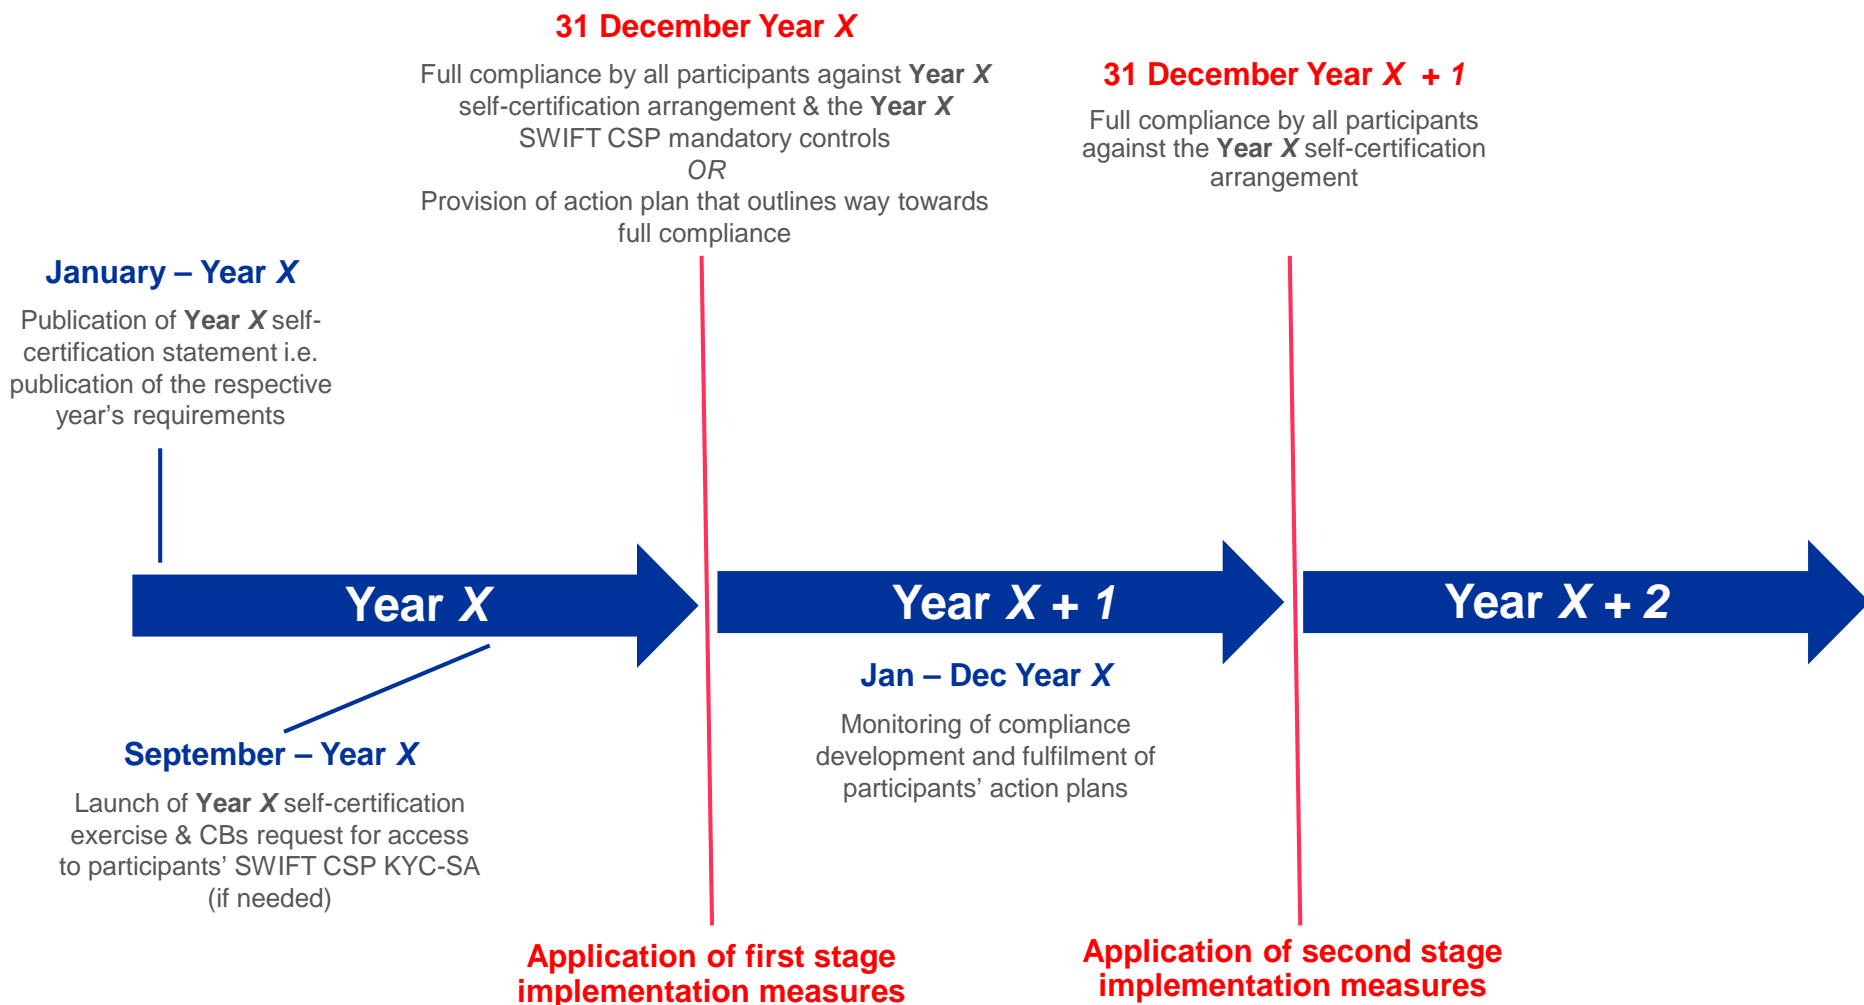 31 December Year X
Full compliance by all participants against Year X
self-certification arrangement & the Year X
SWIFT CSP mandatory controls
OR
Provision of action plan that outlines way towards
full compliance
31 December Year X + 1
Full compliance by all participants
against the Year X self-certification
arrangement
January – Year X
Publication of Year X self-
certification statement i.e.
publication of the respective
year’s requirements
Year X
Year X + 1
Year X + 2
September – Year X
Launch of Year X self-certification
exercise & CBs request for access
to participants’ SWIFT CSP KYC-SA
(if needed)
Jan – Dec Year X
Monitoring of compliance
development and fulfilment of
participants’ action plans
Application of first stage
implementation measures
Application of second stage
implementation measures